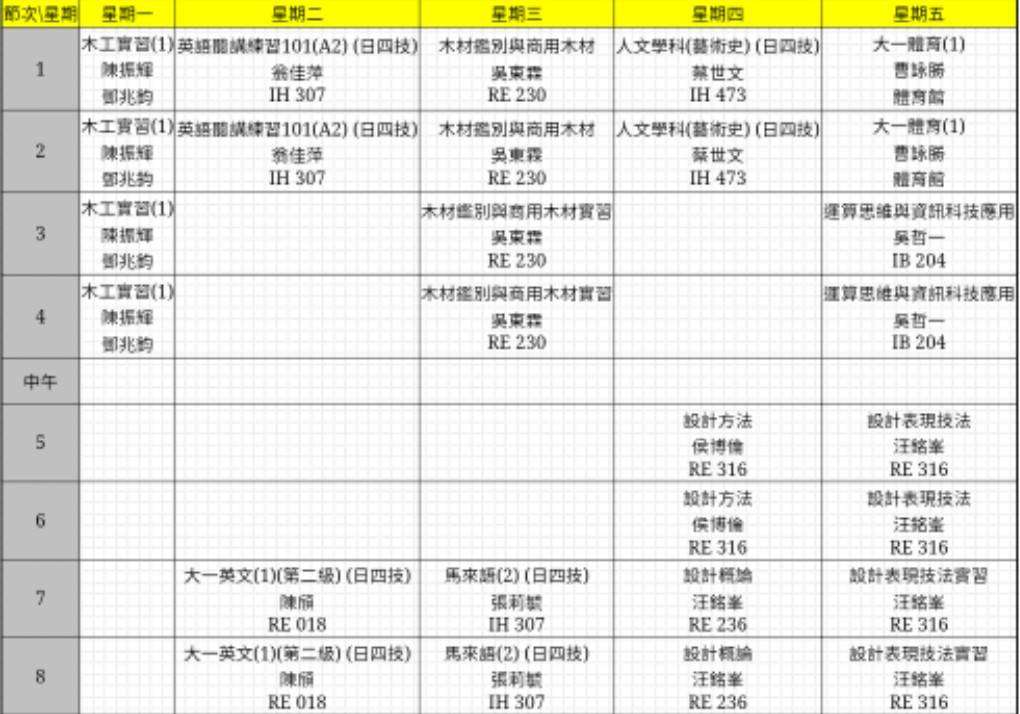 節次\星期 星期一 星期二 星期三 星期四 星期五
木工實習(1) 英語聽講練習101(A2) (日四技) 木材鑑別與商用木材 人文學科(藝術史) (日四技) 大一體育(1)
1 陳振輝 翁佳萍 吳東霖 蔡世文 曹詠勝
鄧兆鈞 IH 307 RE 230 IH 473 體育館
木工實習(1) 英語聽講練習101(A2) (日四技) 木材鑑別與商用木材 人文學科(藝術史) (日四技) 大一體育(1)
2 陳振輝 翁佳萍 吳東霖 蔡世文 曹詠勝
鄧兆鈞 IH 307 RE 230 IH 473 體育館
木工實習(1) 木材鑑別與商用木材實習 運算思維與資訊科技應用
3 陳振輝 吳東霖 吳哲一
鄧兆鈞 RE 230 IB 204
木工實習(1) 木材鑑別與商用木材實習 運算思維與資訊科技應用
4 陳振輝 吳東霖 吳哲一
鄧兆鈞 RE 230 IB 204
中午
設計方法 設計表現技法
5 侯博倫 汪銘峯
RE 316 RE 316
設計方法 設計表現技法
6 侯博倫 汪銘峯
RE 316 RE 316
大一英文(1)(第二級) (日四技) 馬來語(2) (日四技) 設計概論 設計表現技法實習
7 陳頎 張莉毓 汪銘峯 汪銘峯
RE 018 IH 307 RE 236 RE 316
大一英文(1)(第二級) (日四技) 馬來語(2) (日四技) 設計概論 設計表現技法實習
8 陳頎 張莉毓 汪銘峯 汪銘峯
RE 018 IH 307 RE 236 RE 316